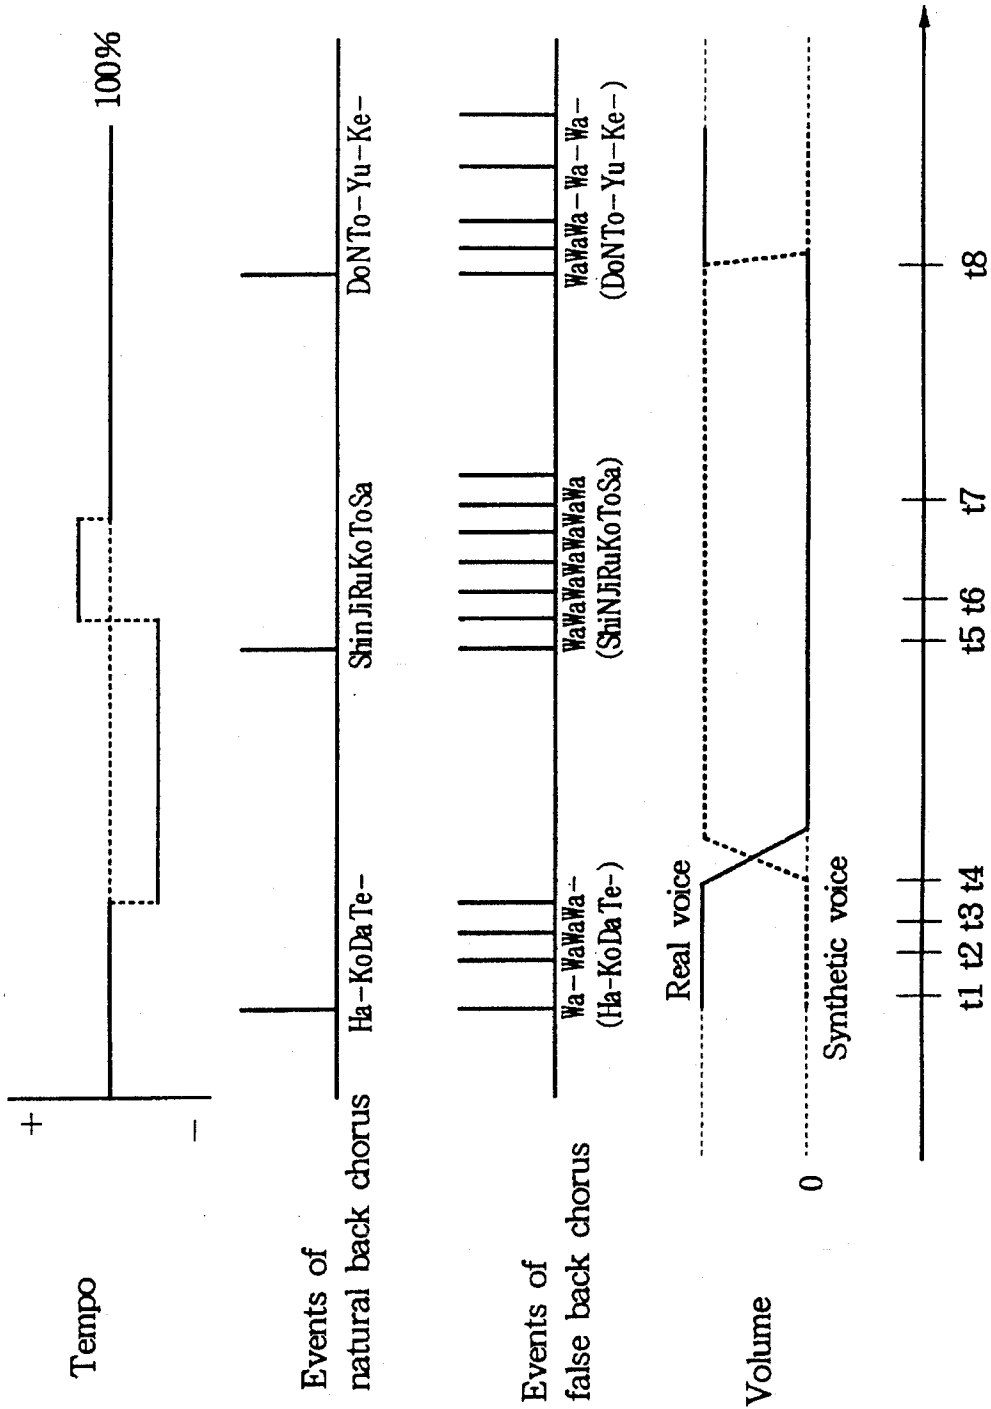 Tempo
+
−
100%
Events of
natural back chorus
Ha−KoDaTe−
ShinJiRuKoToSa
DoNTo−Yu−Ke−
Events of
false back chorus
Wa−WaWaWa−
(Ha-KoDaTe-)
WaWaWaWaWaWaWa
(ShiNJiRuKoToSa)
WaWaWa−Wa−Wa−
(DoNTo−Yu−Ke−)
Volume
0
Real voice
Synthetic voice
t1 t2 t3 t4 t5 t6 t7 t8